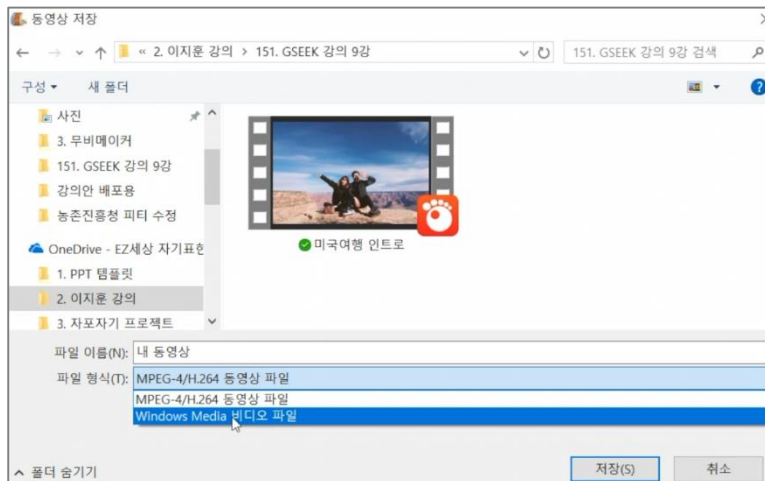 동영상 저장
« 2. 이지훈 강의 > 151. GSEEK 강의 9강
151. GSEEK 강의 9강 검색
구성 새 폴더
사진
3. 무비메이커
151. GSEEK 강의 9강
강의안 배포용
농촌진흥청 피티 수정
OneDrive - EZ세상 자기표현
1. PPT 템플릿
2. 이지훈 강의
3. 자포자기 프로젝트
미국여행 인트로
파일 이름(N): 내 동영상
파일 형식(T): MPEG-4/H.264 동영상 파일
MPEG-4/H.264 동영상 파일
Windows Media 비디오 파일
폴더 숨기기
저장(S) 취소